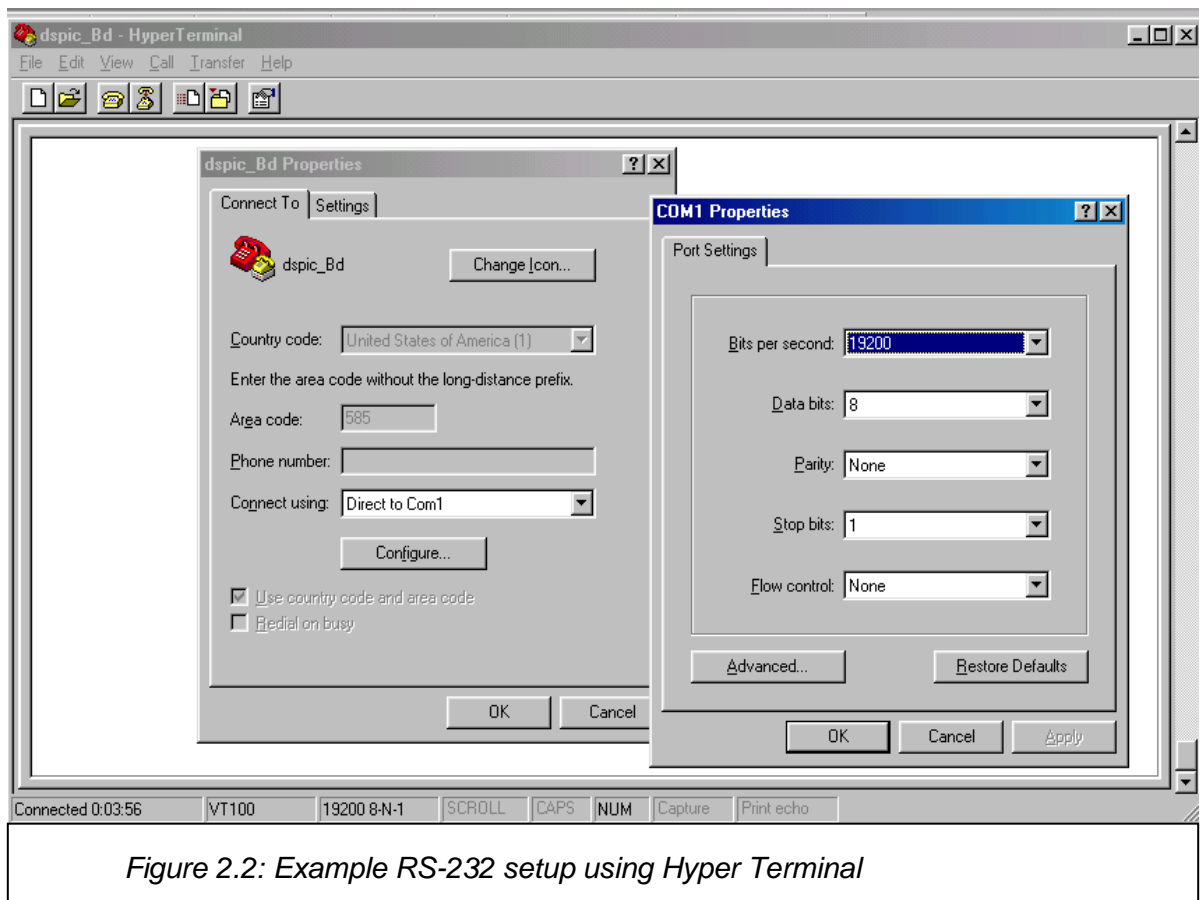 dspic_Bd - HyperTerminal
File Edit View Call Transfer Help
dspic_Bd Properties
Connect To Settings
dspic_Bd
Change Icon...
Country code: United States of America (1)
Enter the area code without the long-distance prefix.
Area code: 585
Phone number:
Connect using: Direct to Com1
Configure...
Use country code and area code
Redial on busy
OK Cancel
COM1 Properties
Port Settings
Bits per second: 19200
Data bits: 8
Parity: None
Stop bits: 1
Flow control: None
Advanced... Restore Defaults
OK Cancel Apply
Connected 0:03:56 VT100 19200 8-N-1 SCROLL CAPS NUM Capture Print echo
Figure 2.2: Example RS-232 setup using Hyper Terminal